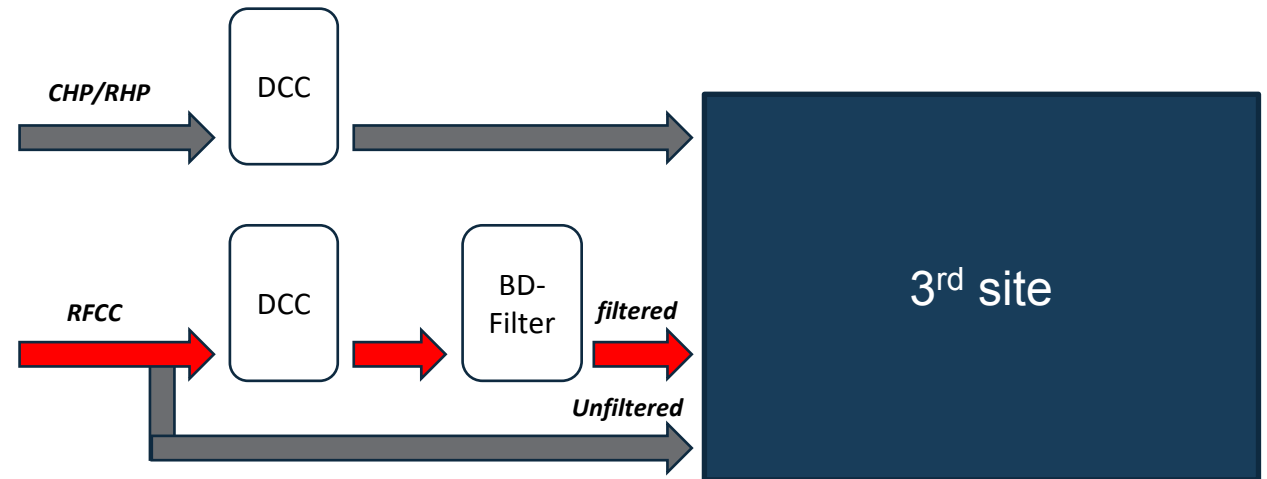 CHP/RHP
DCC
RFCC
DCC
BD-
Filter
filtered
Unfiltered
3rd site